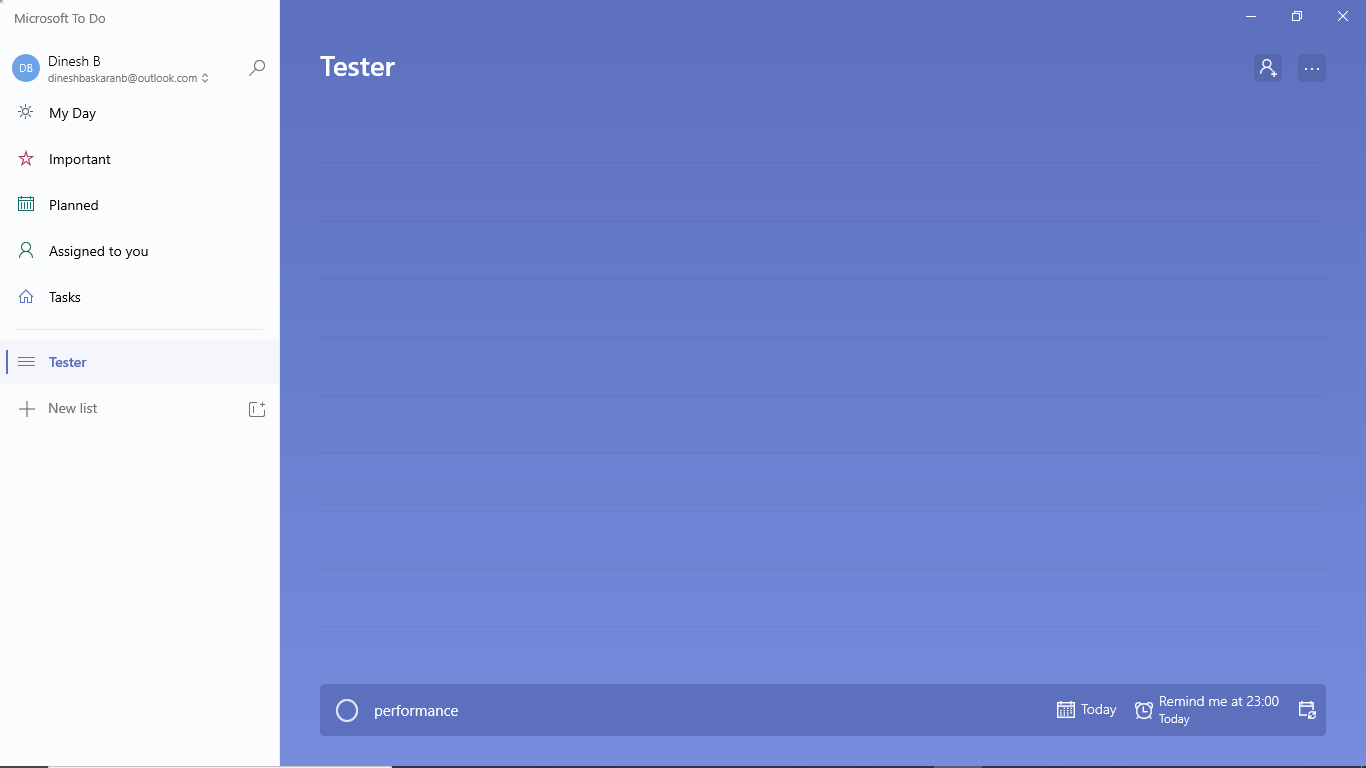 Microsoft To Do
DB
Dinesh B
dineshbaskaranb@outlook.com
My Day
Important
Planned
Assigned to you
Tasks
Tester
New list
Tester
performance
Today
Remind me at 23:00
Today